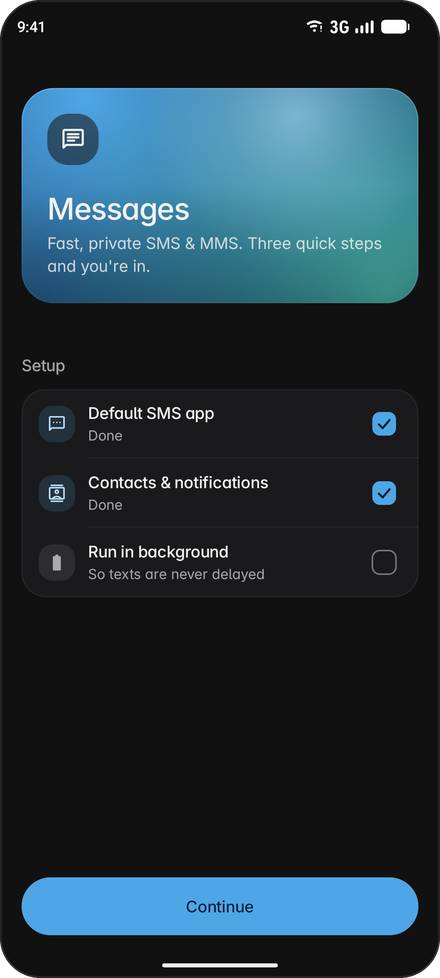 9:41
3G
Messages
Fast, private SMS & MMS. Three quick steps
and you're in.
Setup
Default SMS app
Done
Contacts & notifications
Done
Run in background
So texts are never delayed
Continue